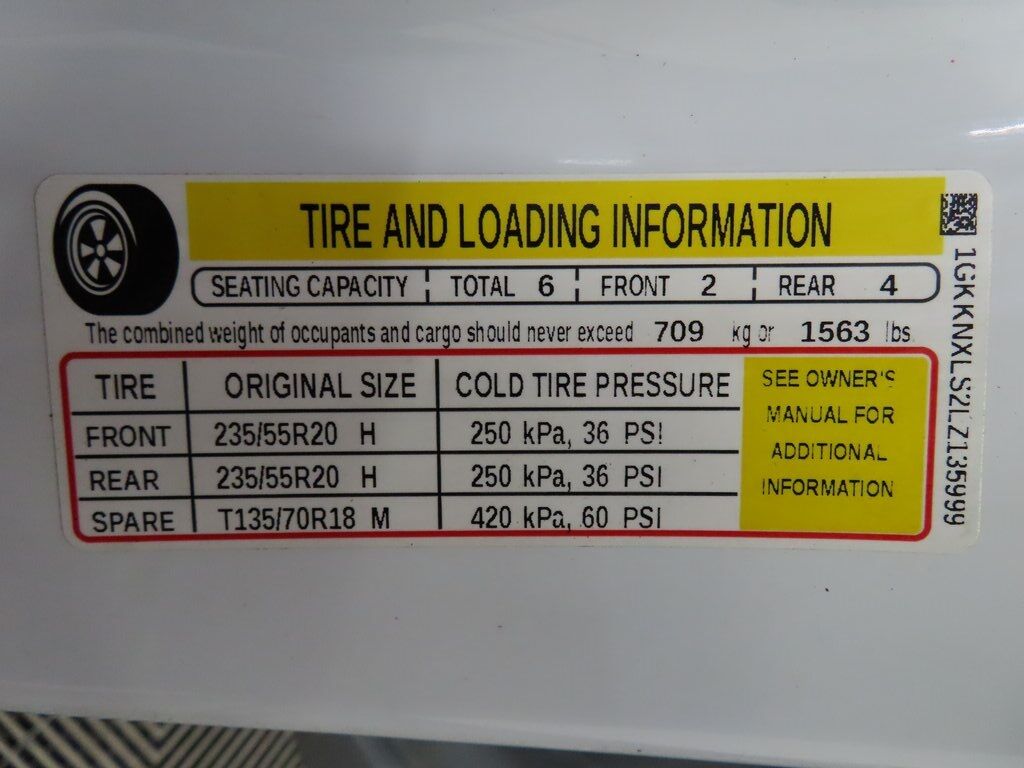 TIRE AND LOADING INFORMATION
SEATING CAPACITY TOTAL 6 FRONT 2 REAR 4
The combined weight of occupants and cargo should never exceed 709 kg or 1563 lbs.
TIRE ORIGINAL SIZE COLD TIRE PRESSURE
FRONT 235/55R20 H 250 kPa, 36 PSI
REAR 235/55R20 H 250 kPa, 36 PSI
SPARE T135/70R18 M 420 kPa, 60 PSI
SEE OWNER'S
MANUAL FOR
ADDITIONAL
INFORMATION
1GKKNXLS2LZ135999